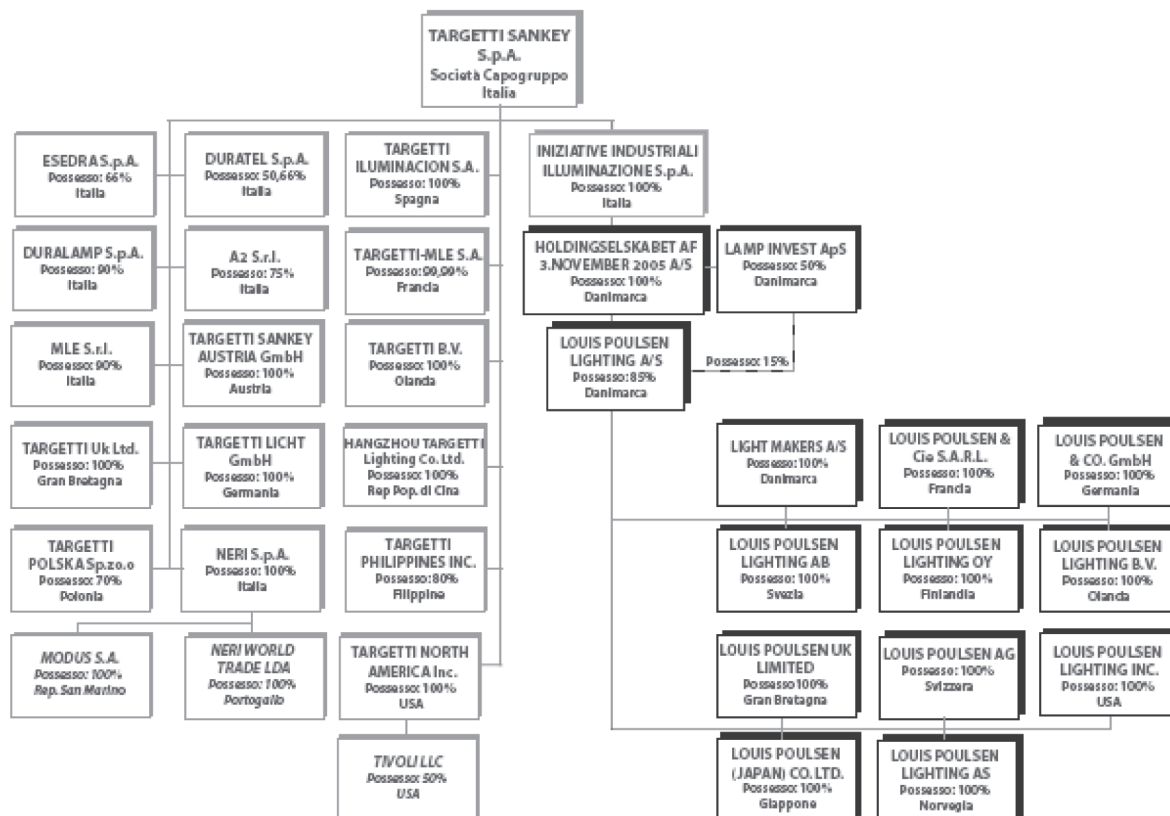 TARGETTI SANKEY
S.p.A.
Società Capogruppo
Italia
ESEDRA S.p.A.
Possesso: 66%
Italia
DURATEL S.p.A.
Possesso: 50,66%
Italia
TARGETTI
ILUMINACION S.A.
Possesso: 100%
Spagna
INIZIATIVE INDUSTRIALI
ILLUMINAZIONE S.p.A.
Possesso: 100%
Italia
DURALAMP S.p.A.
Possesso: 90%
Italia
A2 S.r.l.
Possesso: 75%
Italia
TARGETTI-MLE S.A.
Possesso: 99,99%
Francia
HOLDINGSELSKABET AF
3.NOVEMBER 2005 A/S
Possesso: 100%
Danimarca
LAMP INVEST ApS
Possesso: 50%
Danimarca
MLE S.r.l.
Possesso: 90%
Italia
TARGETTI SANKEY
AUSTRIA GmbH
Possesso: 100%
Austria
TARGETTI B.V.
Possesso: 100%
Olanda
LOUIS POULSEN
LIGHTING A/S
Possesso: 85%
Danimarca
Possesso: 15%
TARGETTI Uk Ltd.
Possesso: 100%
Gran Bretagna
TARGETTI LICHT
GmbH
Possesso: 100%
Germania
HANGZHOU TARGETTI
Lighting Co. Ltd.
Possesso: 100%
Rep Pop. di Cina
LIGHT MAKERS A/S
Possesso: 100%
Danimarca
LOUIS POULSEN &
Cie S.A.R.L.
Possesso: 100%
Francia
LOUIS POULSEN
& CO. GmbH
Possesso: 100%
Germania
TARGETTI
POLSKA Sp.zo.o
Possesso: 70%
Polonia
NERI S.p.A.
Possesso: 100%
Italia
TARGETTI
PHILIPPINES INC.
Possesso: 80%
Filippine
LOUIS POULSEN
LIGHTING AB
Possesso: 100%
Svezia
LOUIS POULSEN
LIGHTING OY
Possesso: 100%
Finlandia
LOUIS POULSEN
LIGHTING B.V.
Possesso: 100%
Olanda
MODUS S.A.
Possesso: 100%
Rep. San Marino
NERI WORLD
TRADE LDA
Possesso: 100%
Portogallo
TARGETTI NORTH
AMERICA Inc.
Possesso: 100%
USA
LOUIS POULSEN UK
LIMITED
Possesso 100%
Gran Bretagna
LOUIS POULSEN AG
Possesso: 100%
Svizzera
LOUIS POULSEN
LIGHTING INC.
Possesso: 100%
USA
TIVOLI LLC
Possesso: 50%
USA
LOUIS POULSEN
(JAPAN) CO. LTD.
Possesso: 100%
Giappone
LOUIS POULSEN
LIGHTING AS
Possesso: 100%
Norvegia